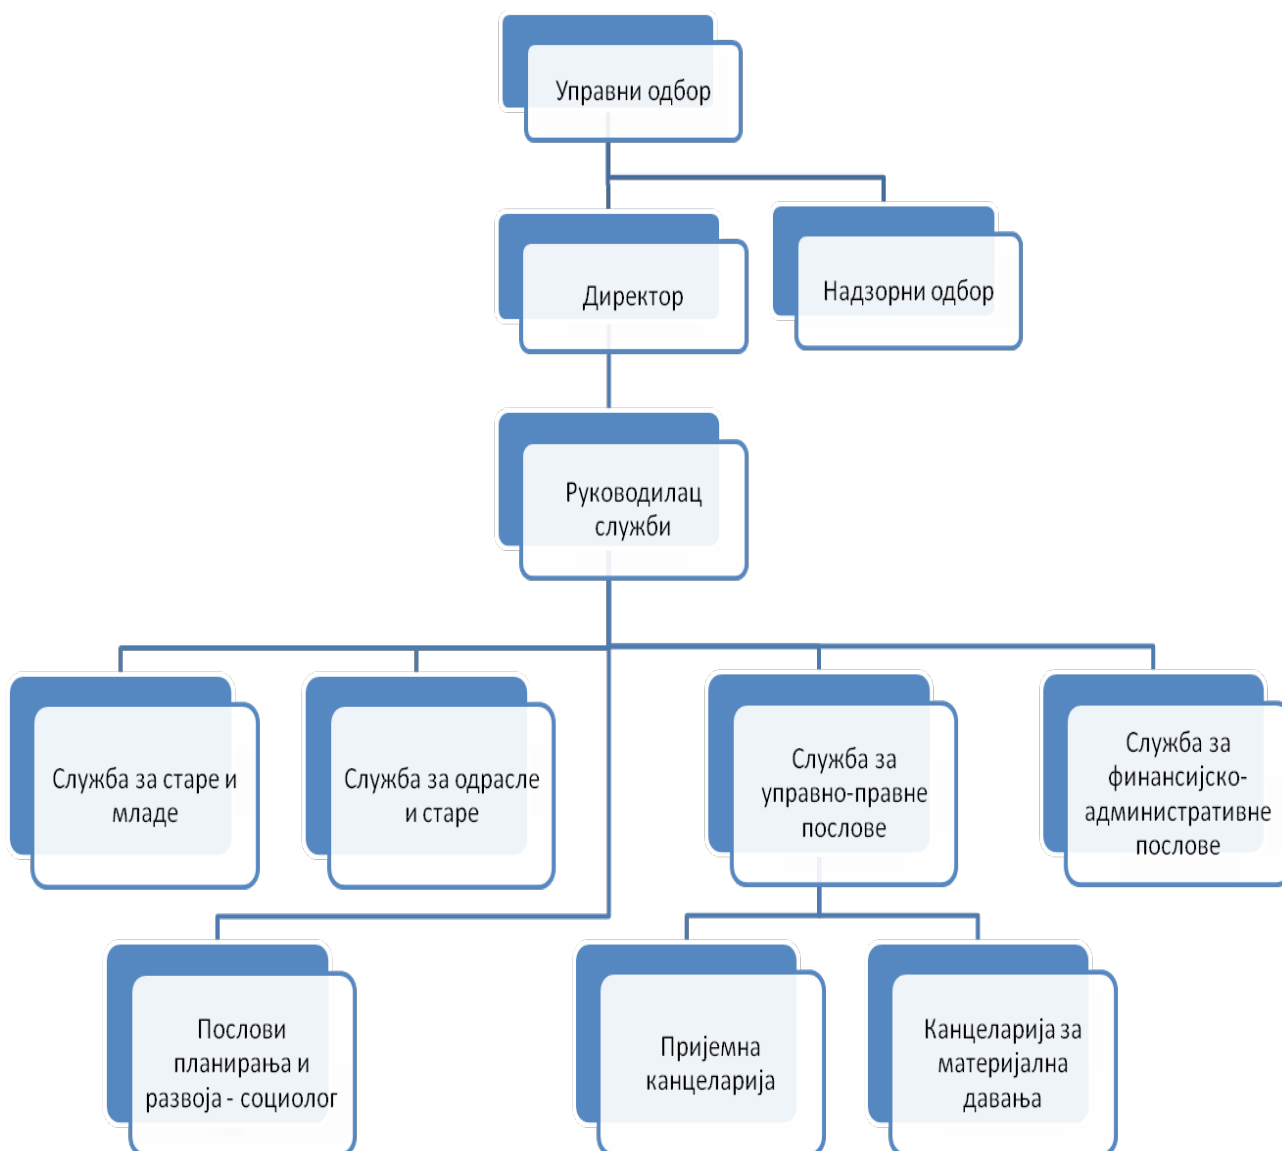 Управни одбор
Директор
Надзорни одбор
Руководилац
служби
Служба за старе и
младе
Служба за одрасле
и старе
Служба за
управно-правне
послове
Служба за
финансијско-
административне
послове
Послови
планирања и
развоја - социолог
Пријемна
канцеларија
Канцеларија за
материјална
давања